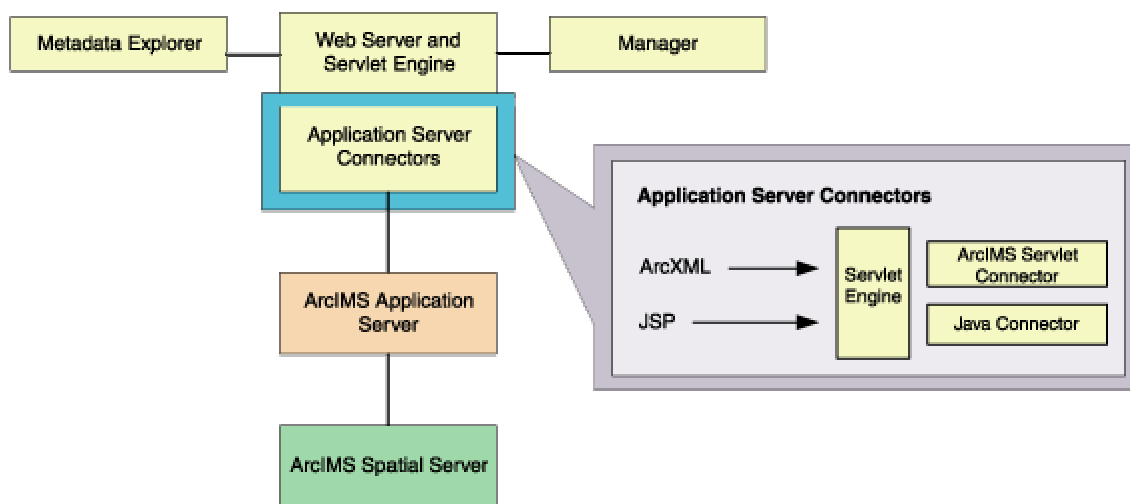 Metadata Explorer
Web Server and
Servlet Engine
Manager
Application Server
Connectors
Application Server Connectors
ArcXML
JSP
Servlet
Engine
ArcIMS Servlet
Connector
Java Connector
ArcIMS Application
Server
ArcIMS Spatial Server